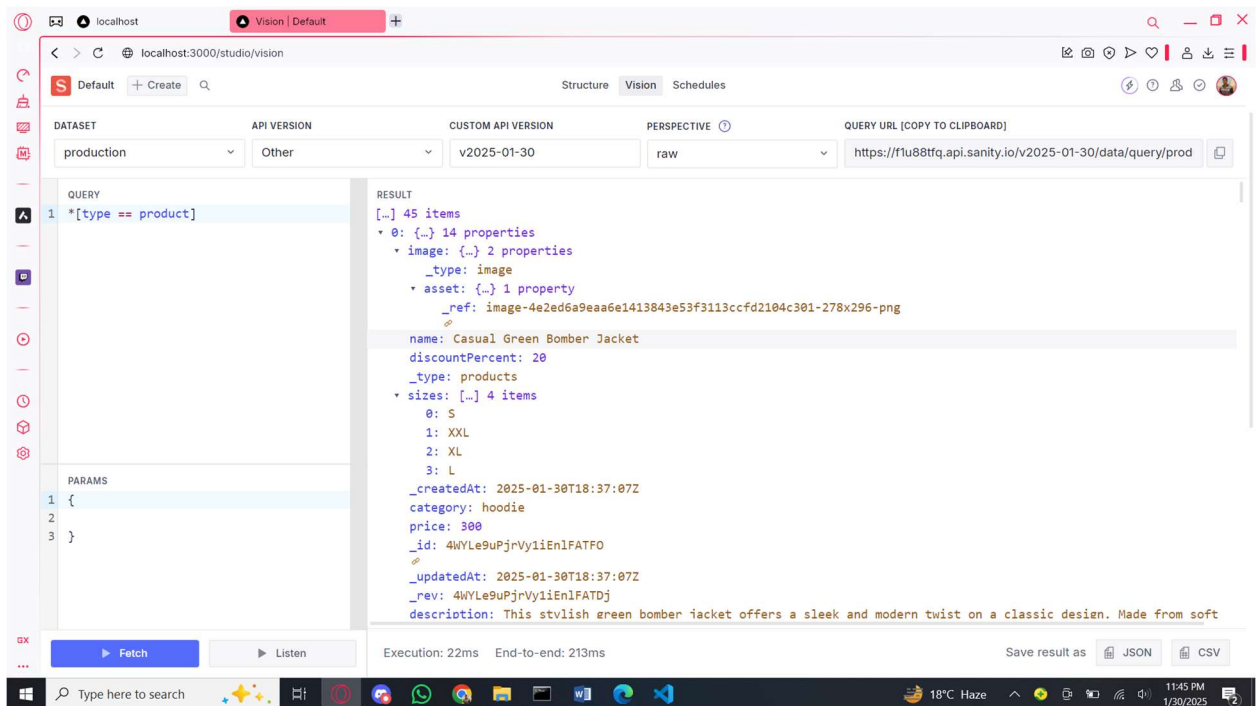 localhost
Vision | Default
localhost:3000/studio/vision
S Default + Create
Structure Vision Schedules
DATASET API VERSION CUSTOM API VERSION PERSPECTIVE QUERY URL [COPY TO CLIPBOARD]
production Other v2025-01-30 raw https://f1u88tfq.api.sanity.io/v2025-01-30/data/query/prod
QUERY
1 *[type == product]
PARAMS
1 {
2
3 }
RESULT
[…] 45 items
0: {…} 14 properties
image: {…} 2 properties
_type: image
asset: {…} 1 property
_ref: image-4e2ed6a9eaa6e1413843e53f3113ccfd2104c301-278x296-png
name: Casual Green Bomber Jacket
discountPercent: 20
_type: products
sizes: […] 4 items
0: S
1: XXL
2: XL
3: L
_createdAt: 2025-01-30T18:37:07Z
category: hoodie
price: 300
_id: 4WYLe9uPjrVy1iEnlFATFO
_updatedAt: 2025-01-30T18:37:07Z
_rev: 4WYLe9uPjrVy1iEnlFATDj
description: This stylish green bomber jacket offers a sleek and modern twist on a classic design. Made from soft
Fetch Listen
Execution: 22ms End-to-end: 213ms
Save result as JSON CSV
GX
Type here to search
18°C Haze
11:45 PM
1/30/2025
2